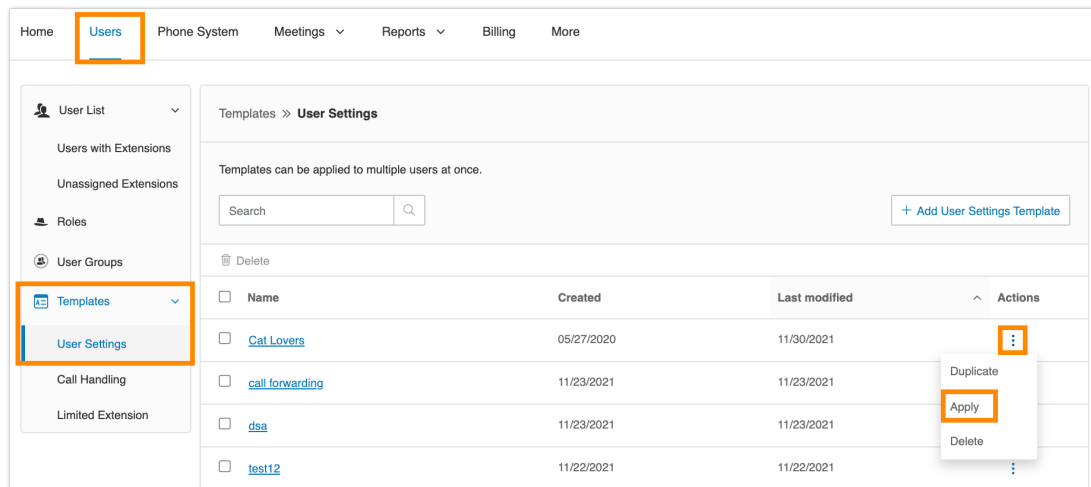 Home Users Phone System Meetings Reports Billing More
User List
Users with Extensions
Unassigned Extensions
Roles
User Groups
Templates
User Settings
Call Handling
Limited Extension
Templates » User Settings
Templates can be applied to multiple users at once.
Search
+ Add User Settings Template
Delete
Name Created Last modified Actions
Cat Lovers 05/27/2020 11/30/2021
call forwarding 11/23/2021 11/23/2021
dsa 11/23/2021 11/23/2021
test12 11/22/2021 11/22/2021
Duplicate
Apply
Delete